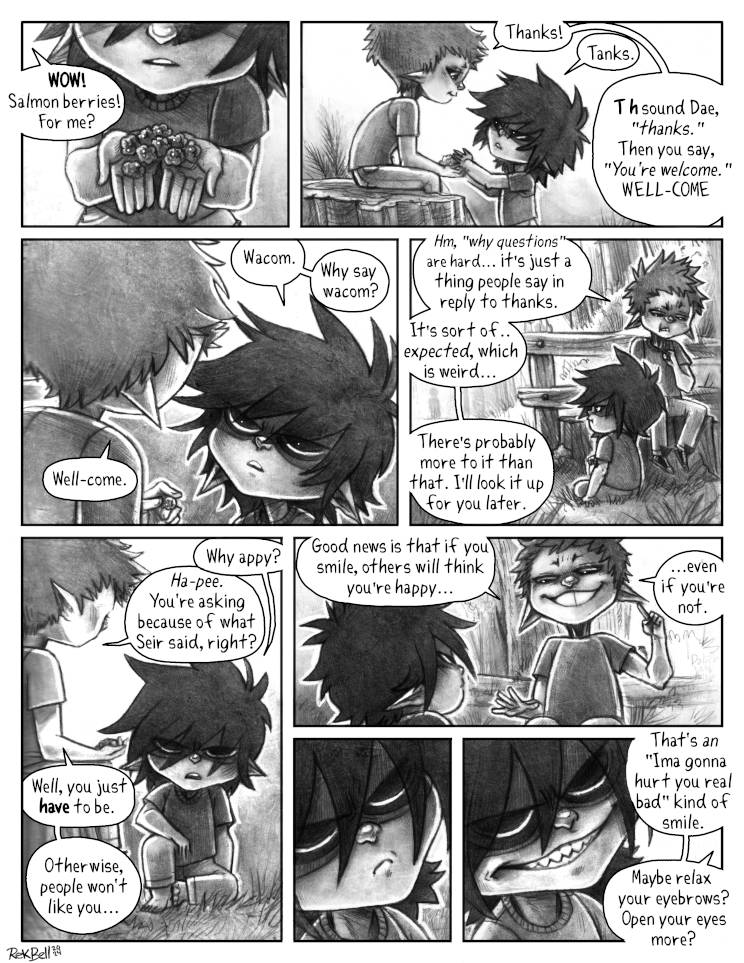 WOW!
Salmon berries!
For me?
Thanks!
Tanks.
Th sound Dae,
"thanks."
Then you say,
"You're welcome."
WELL-COME
Wacom.
Why say
wacom?
Well-come.
Hm, "why questions"
are hard... it's just a
thing people say in
reply to thanks.
It's sort of..
expected, which
is weird...
There's probably
more to it than
that. I'll look it up
for you later.
Why appy?
Ha-pee.
You're asking
because of what
Seir said, right?
Well, you just
have to be.
Otherwise,
people won't
like you...
Good news is that if you
smile, others will think
you're happy...
...even
if you're
not.
That's an
"Ima gonna
hurt you real
bad" kind of
smile.
Maybe relax
your eyebrows?
Open your eyes
more?
RekBell